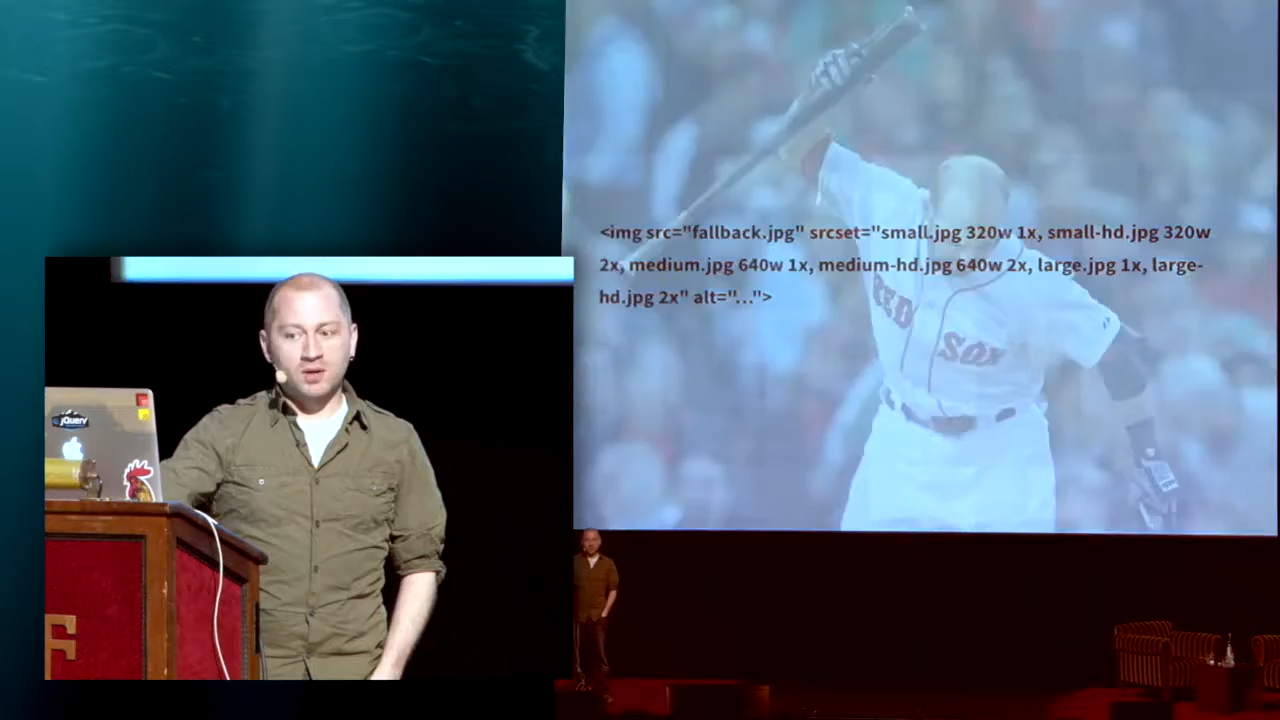 <img src="fallback.jpg" srcset="small.jpg 320w 1x, small-hd.jpg 320w
2x, medium.jpg 640w 1x, medium-hd.jpg 640w 2x, large.jpg 1x, large-
hd.jpg 2x" alt="...">
RED
SOX
jQuery
F